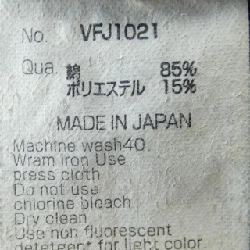 No. VFJ1021
Qua. 綿 85%
ポリエステル 15%
MADE IN JAPAN
Machine wash40.
Wram iron Use
press cloth
Do not use
chlorine bleach.
Dry clean
Use non fluorescent
detetgent for light color